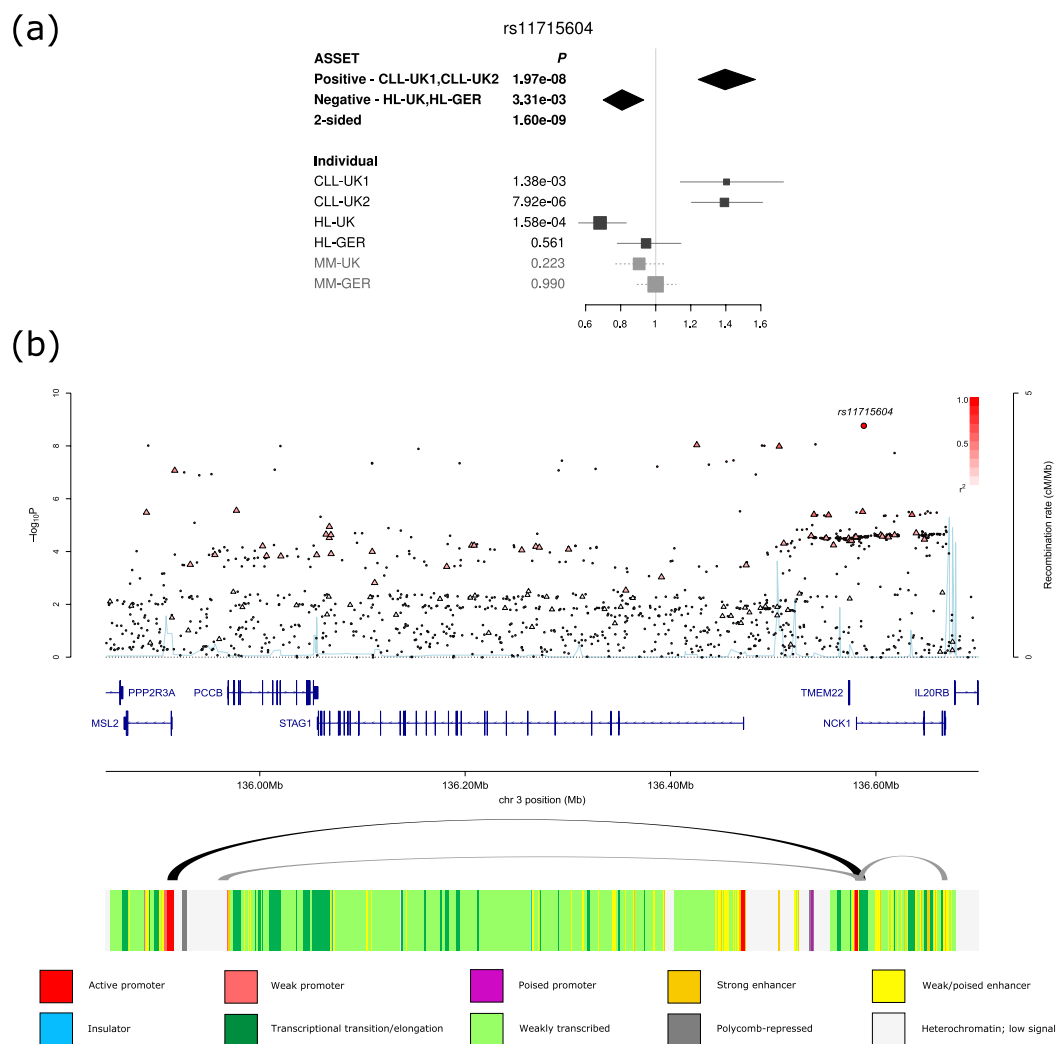 (a)
rs11715604
ASSET P
Positive - CLL-UK1,CLL-UK2 1.97e-08
Negative - HL-UK,HL-GER 3.31e-03
2-sided 1.60e-09
Individual
CLL-UK1 1.38e-03
CLL-UK2 7.92e-06
HL-UK 1.58e-04
HL-GER 0.561
MM-UK 0.223
MM-GER 0.990
0.6 0.8 1 1.2 1.4 1.6
(b)
10
8
6
4
2
0
−log10P
rs11715604
1.0
0.5
r2
5
0
Recombination rate (cM/Mb)
PPP2R3A PCCB TMEM22 IL20RB
MSL2 STAG1 NCK1
136.00Mb 136.20Mb 136.40Mb 136.60Mb
chr 3 position (Mb)
Active promoter Weak promoter Poised promoter Strong enhancer Weak/poised enhancer
Insulator Transcriptional transition/elongation Weakly transcribed Polycomb-repressed Heterochromatin; low signal